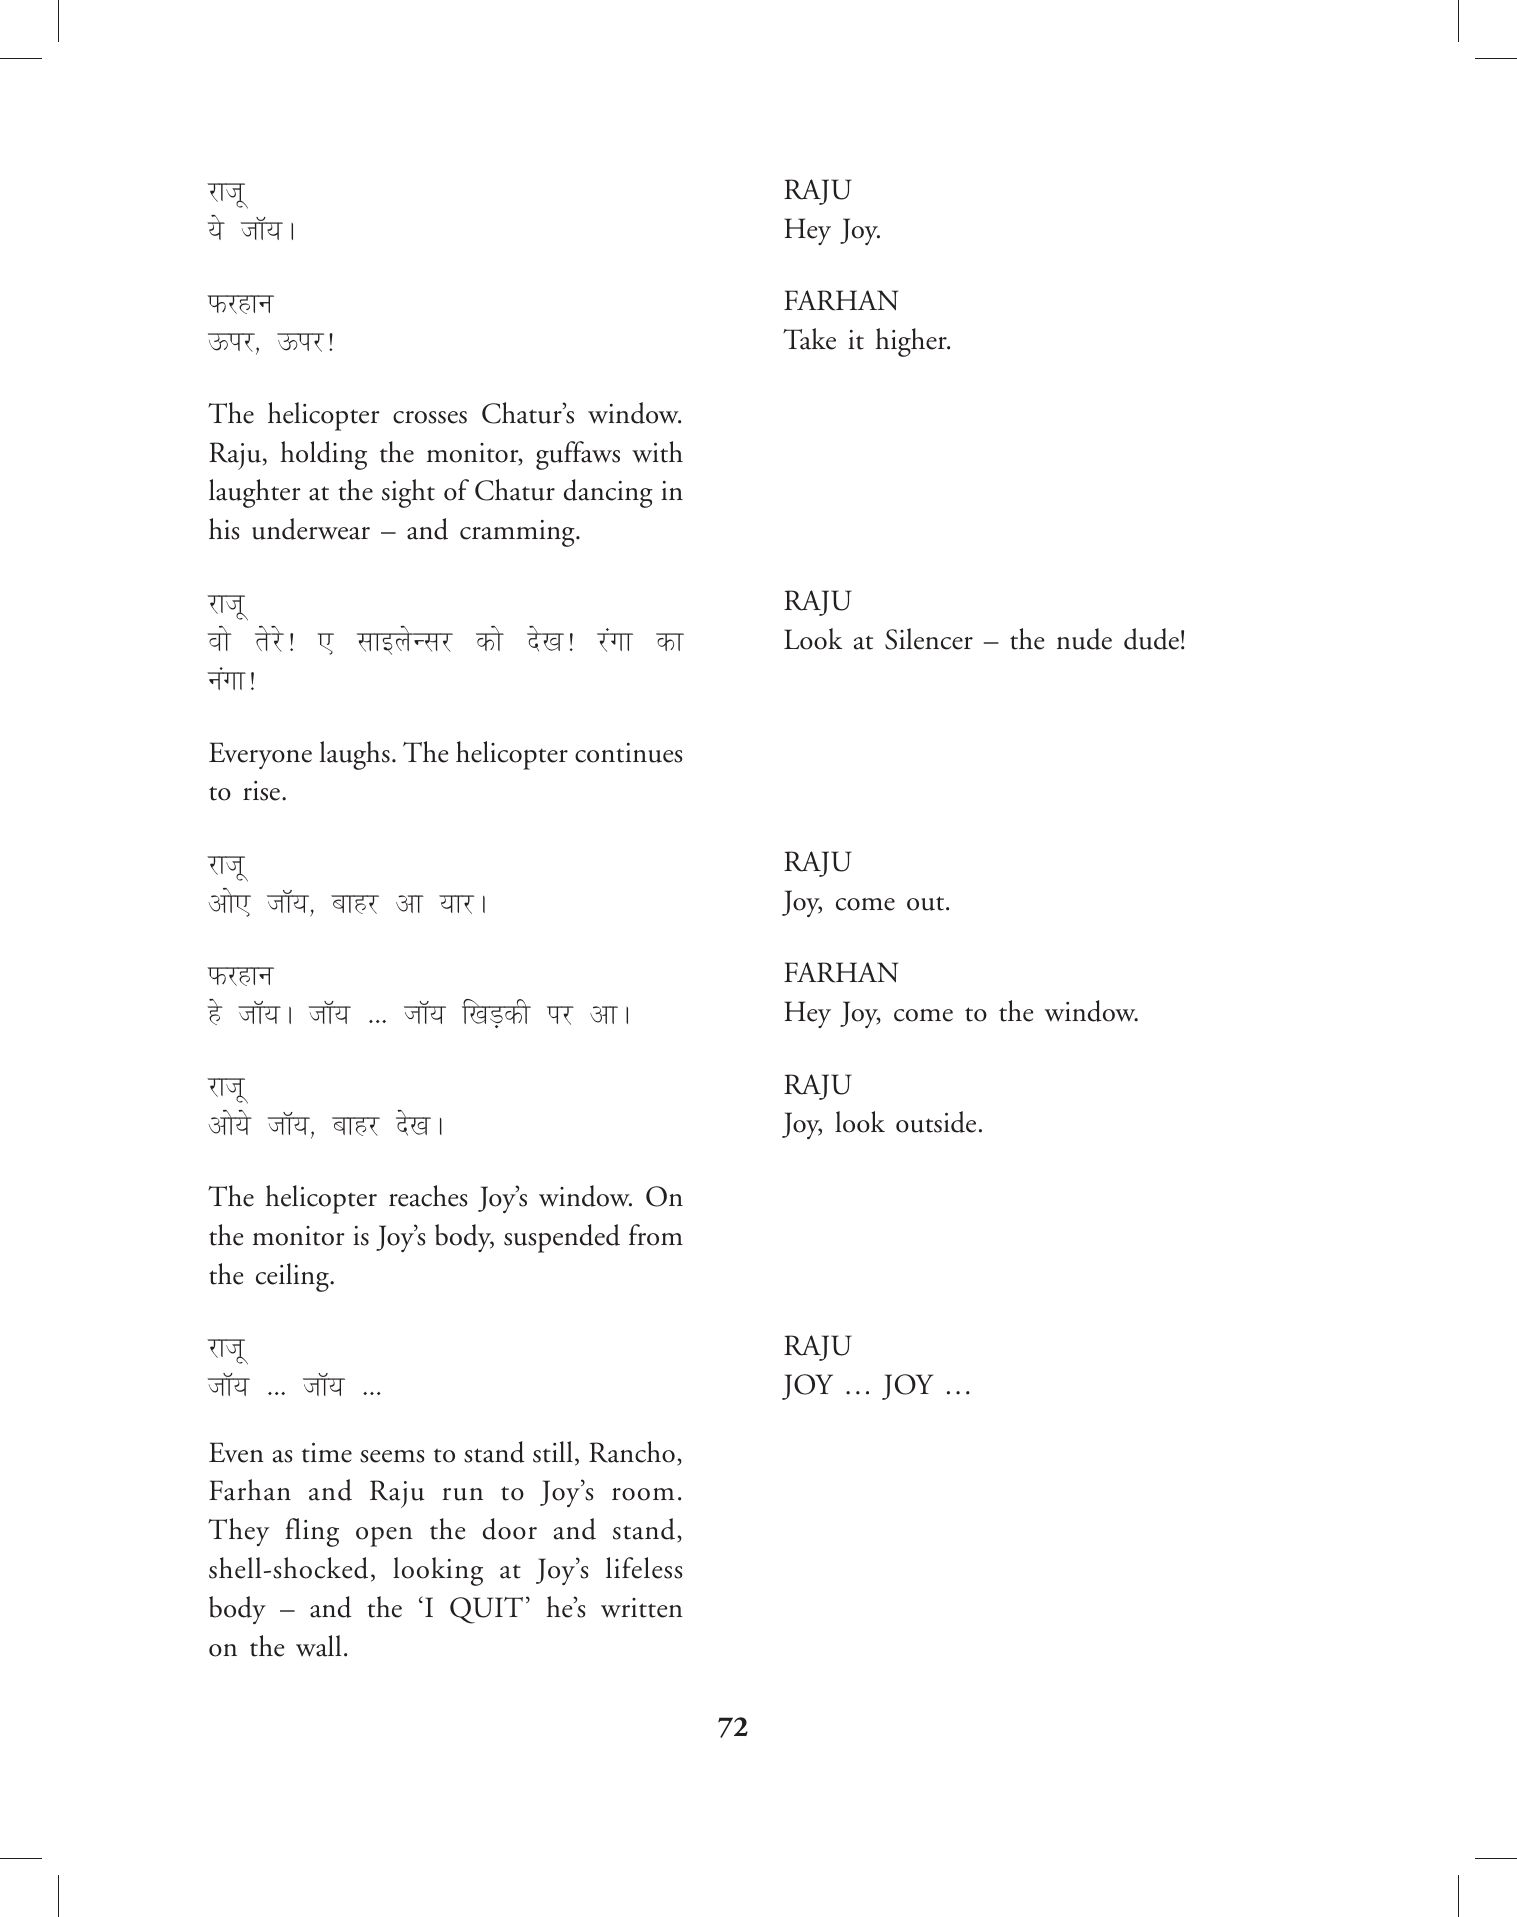 राजू
ये जॉय।
RAJU
Hey Joy.
फरहान
ऊपर, ऊपर!
FARHAN
Take it higher.
The helicopter crosses Chatur’s window.
Raju, holding the monitor, guffaws with
laughter at the sight of Chatur dancing in
his underwear – and cramming.
राजू
वो तेरे! ए साइलेन्सर को देख! रंगा का
नंगा!
RAJU
Look at Silencer – the nude dude!
Everyone laughs. The helicopter continues
to rise.
राजू
ओए जॉय, बाहर आ यार।
RAJU
Joy, come out.
फरहान
हे जॉय। जॉय ... जॉय खिड़की पर आ।
FARHAN
Hey Joy, come to the window.
राजू
ओये जॉय, बाहर देख।
RAJU
Joy, look outside.
The helicopter reaches Joy’s window. On
the monitor is Joy’s body, suspended from
the ceiling.
राजू
जॉय ... जॉय ...
RAJU
JOY … JOY …
Even as time seems to stand still, Rancho,
Farhan and Raju run to Joy’s room.
They fling open the door and stand,
shell-shocked, looking at Joy’s lifeless
body – and the ‘I QUIT’ he’s written
on the wall.
72